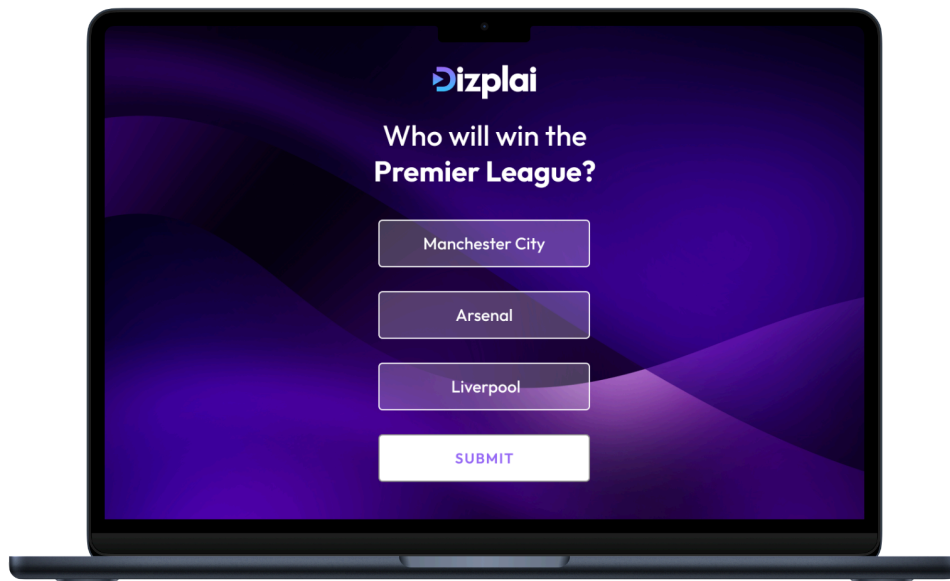 Dizplai
Who will win the
Premier League?
Manchester City
Arsenal
Liverpool
SUBMIT